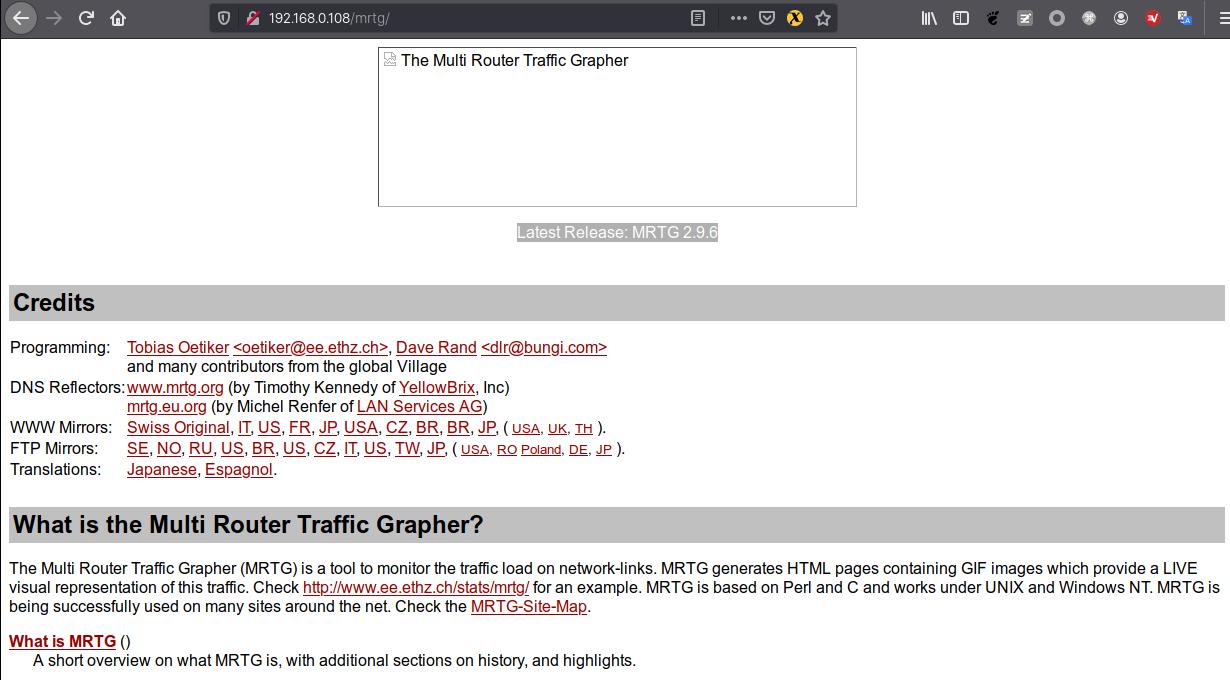 192.168.0.108/mrtg/
The Multi Router Traffic Grapher
Latest Release: MRTG 2.9.6
Credits
Programming: Tobias Oetiker <oetiker@ee.ethz.ch>, Dave Rand <dlr@bungi.com>
and many contributors from the global Village
DNS Reflectors: www.mrtg.org (by Timothy Kennedy of YellowBrix, Inc)
mrtg.eu.org (by Michel Renfer of LAN Services AG)
WWW Mirrors: Swiss Original, IT, US, FR, JP, USA, CZ, BR, BR, JP, ( USA, UK, TH ).
FTP Mirrors: SE, NO, RU, US, BR, US, CZ, IT, US, TW, JP, ( USA, RO Poland, DE, JP ).
Translations: Japanese, Espagnol.
What is the Multi Router Traffic Grapher?
The Multi Router Traffic Grapher (MRTG) is a tool to monitor the traffic load on network-links. MRTG generates HTML pages containing GIF images which provide a LIVE
visual representation of this traffic. Check http://www.ee.ethz.ch/stats/mrtg/ for an example. MRTG is based on Perl and C and works under UNIX and Windows NT. MRTG is
being successfully used on many sites around the net. Check the MRTG-Site-Map.
What is MRTG ()
A short overview on what MRTG is, with additional sections on history, and highlights.